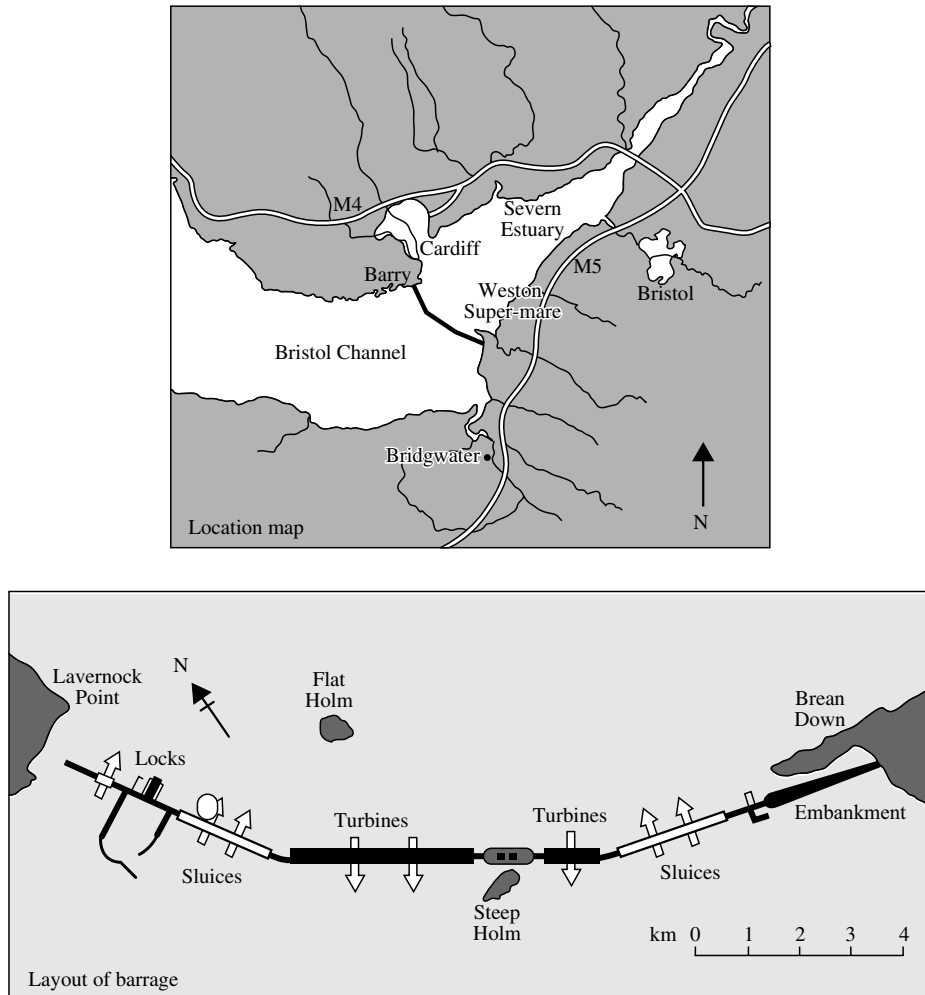 M4
Severn
Estuary
Cardiff
M5
Barry
Weston
Super-mare
Bristol
Bristol Channel
Bridgwater
N
Location map
Lavernock
Point
N
Flat
Holm
Brean
Down
Locks
Turbines
Turbines
Embankment
Sluices
Sluices
Steep
Holm
km 0 1 2 3 4
Layout of barrage